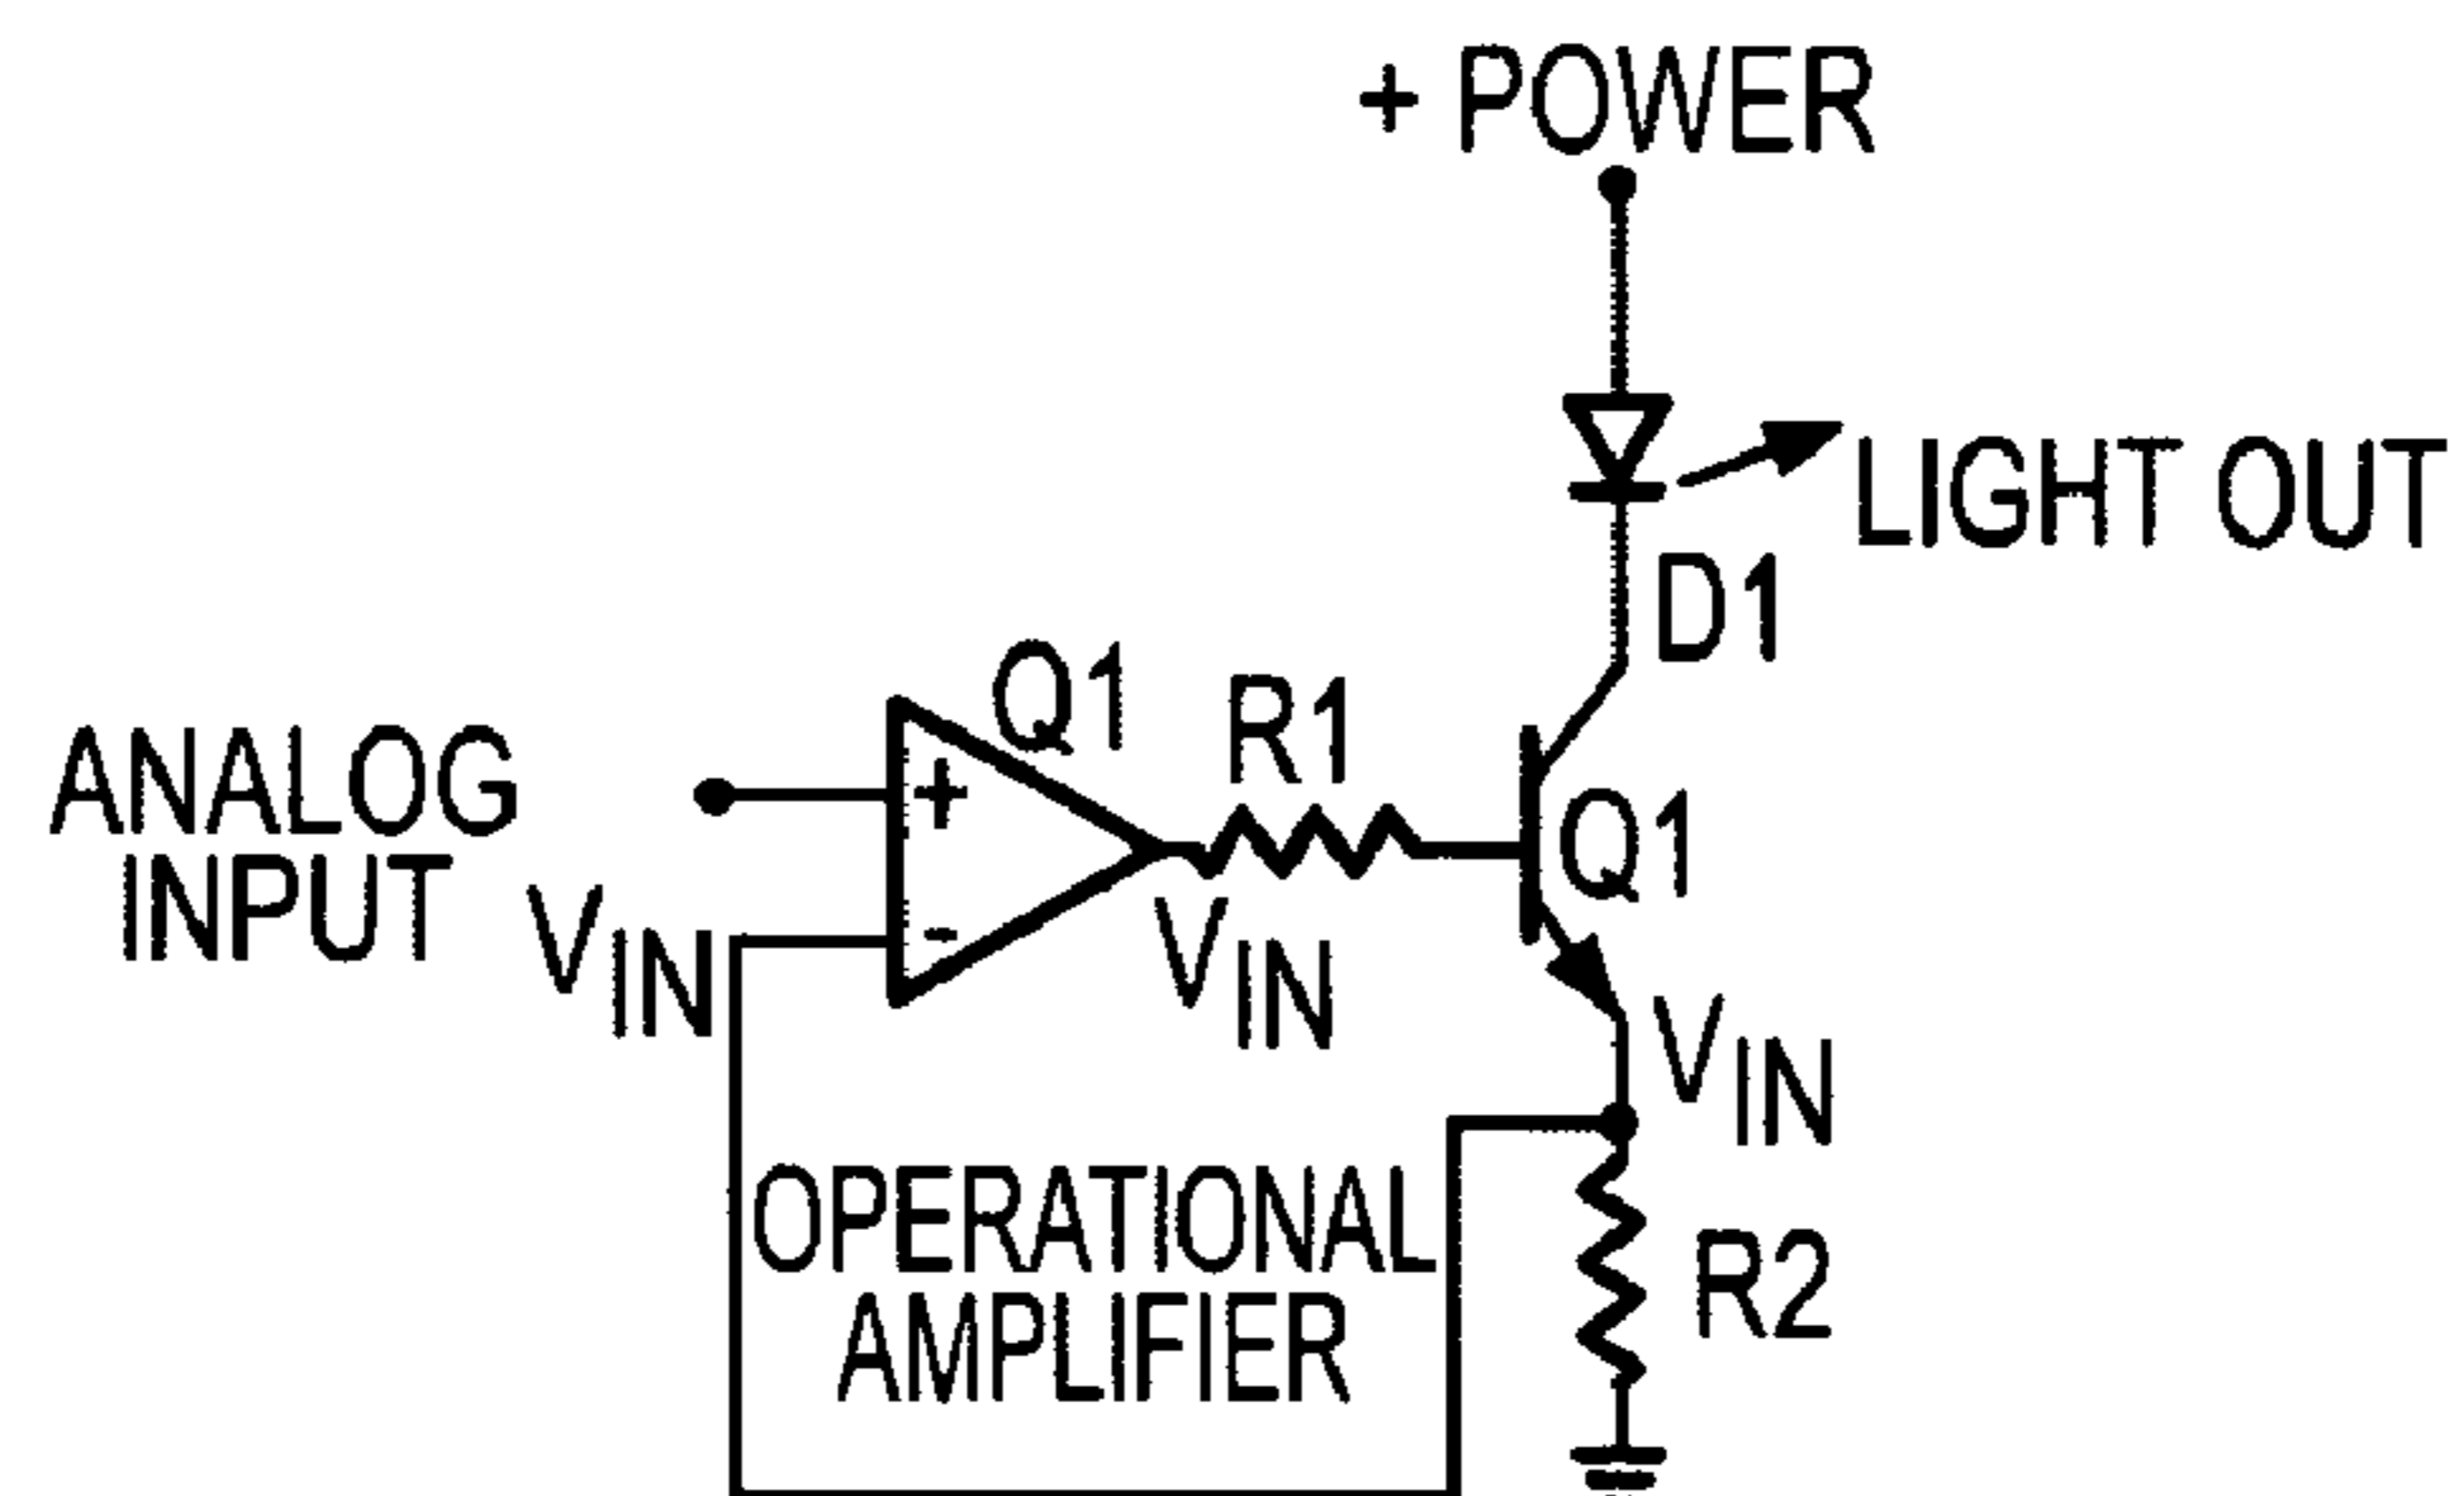 + POWER
LIGHT OUT
D1
Q1
R1
ANALOG
INPUT
+
Q1
VIN
-
VIN
VIN
OPERATIONAL
AMPLIFIER
R2